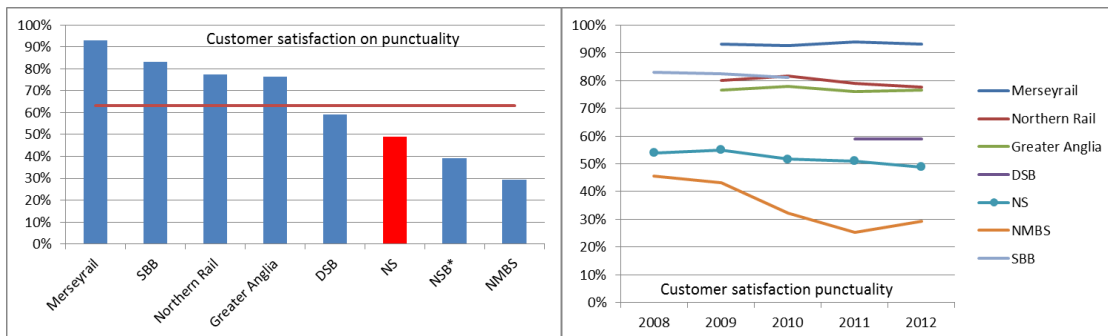 Customer satisfaction on punctuality
100%
90%
80%
70%
60%
50%
40%
30%
20%
10%
0%
Merseyrail
SBB
Northern Rail
Greater Anglia
DSB
NS
NSB*
NMBS
100%
90%
80%
70%
60%
50%
40%
30%
20%
10%
0%
Customer satisfaction punctuality
2008 2009 2010 2011 2012
Merseyrail
Northern Rail
Greater Anglia
DSB
NS
NMBS
SBB